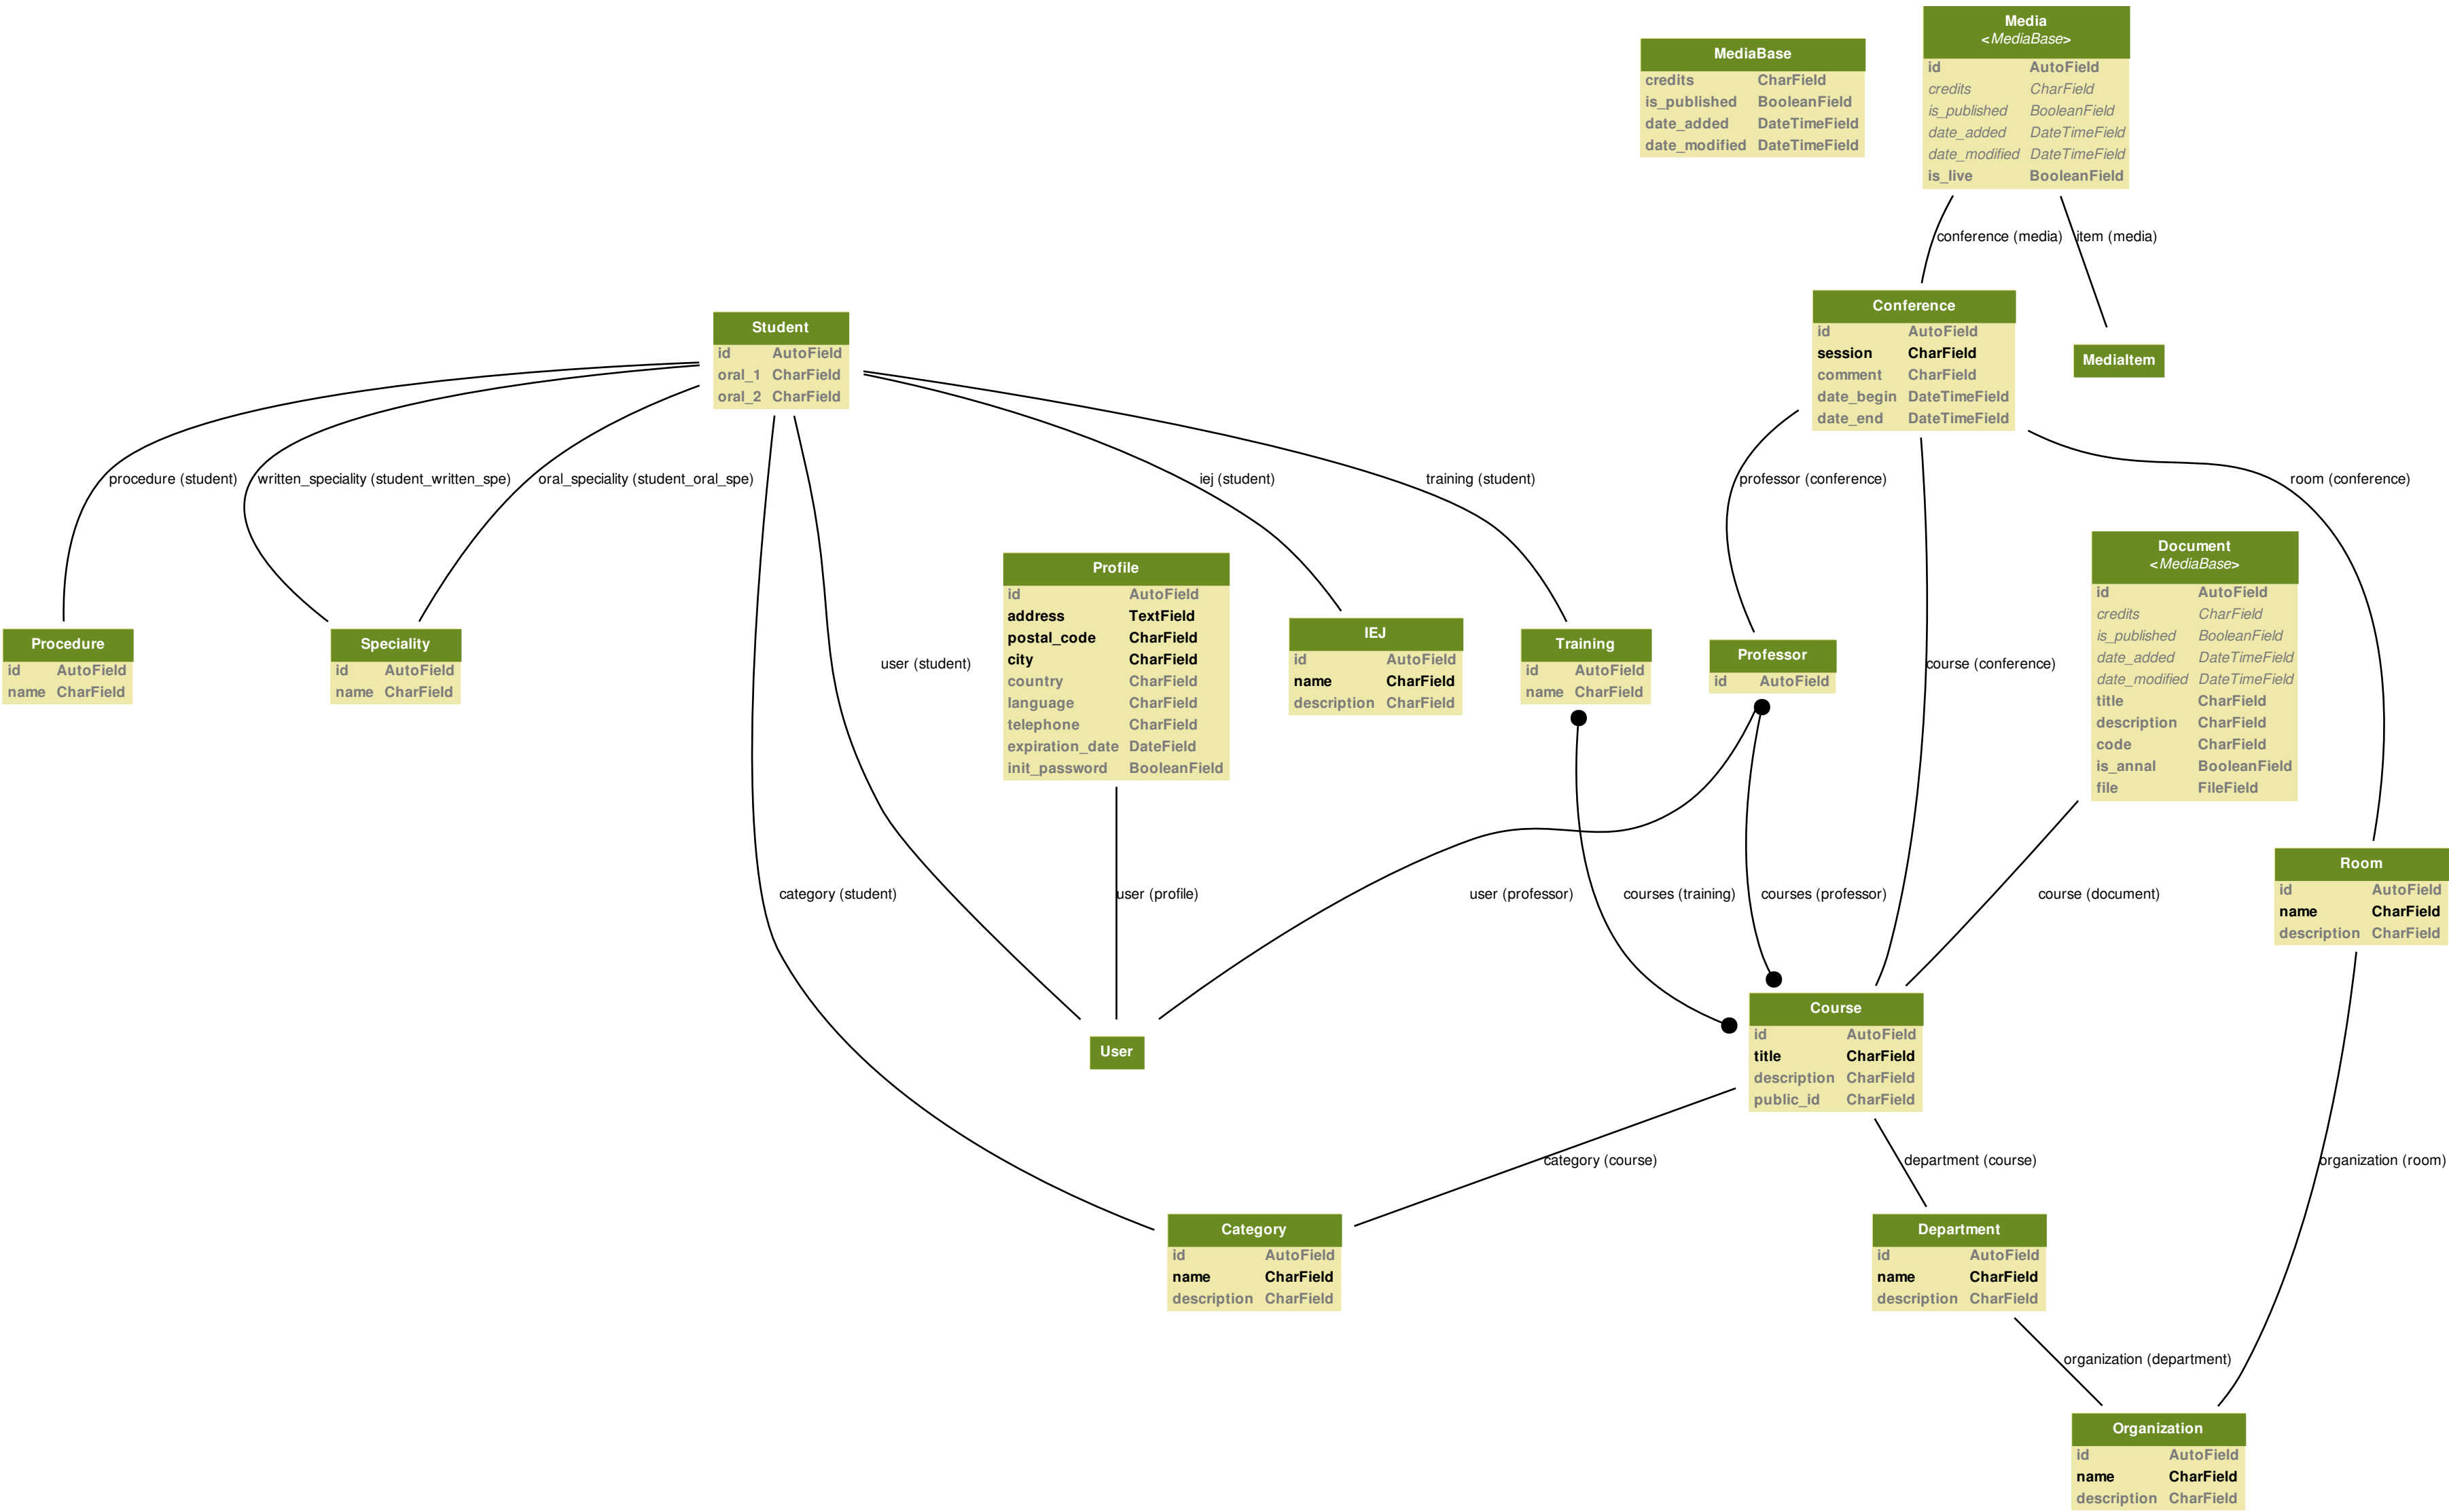 Media
<MediaBase>
id AutoField
credits CharField
is_published BooleanField
date_added DateTimeField
date_modified DateTimeField
is_live BooleanField
MediaBase
credits CharField
is_published BooleanField
date_added DateTimeField
date_modified DateTimeField
conference (media)
item (media)
Conference
id AutoField
session CharField
comment CharField
date_begin DateTimeField
date_end DateTimeField
MediaItem
Student
id AutoField
oral_1 CharField
oral_2 CharField
procedure (student)
written_speciality (student_written_spe)
oral_speciality (student_oral_spe)
iej (student)
training (student)
professor (conference)
room (conference)
Procedure
id AutoField
name CharField
Speciality
id AutoField
name CharField
user (student)
Profile
id AutoField
address TextField
postal_code CharField
city CharField
country CharField
language CharField
telephone CharField
expiration_date DateField
init_password BooleanField
IEJ
id AutoField
name CharField
description CharField
Training
id AutoField
name CharField
Professor
id AutoField
course (conference)
Document
<MediaBase>
id AutoField
credits CharField
is_published BooleanField
date_added DateTimeField
date_modified DateTimeField
title CharField
description CharField
code CharField
is_annal BooleanField
file FileField
Room
id AutoField
name CharField
description CharField
category (student)
user (profile)
user (professor)
courses (training)
courses (professor)
course (document)
User
Course
id AutoField
title CharField
description CharField
public_id CharField
category (course)
department (course)
organization (room)
Category
id AutoField
name CharField
description CharField
Department
id AutoField
name CharField
description CharField
organization (department)
Organization
id AutoField
name CharField
description CharField